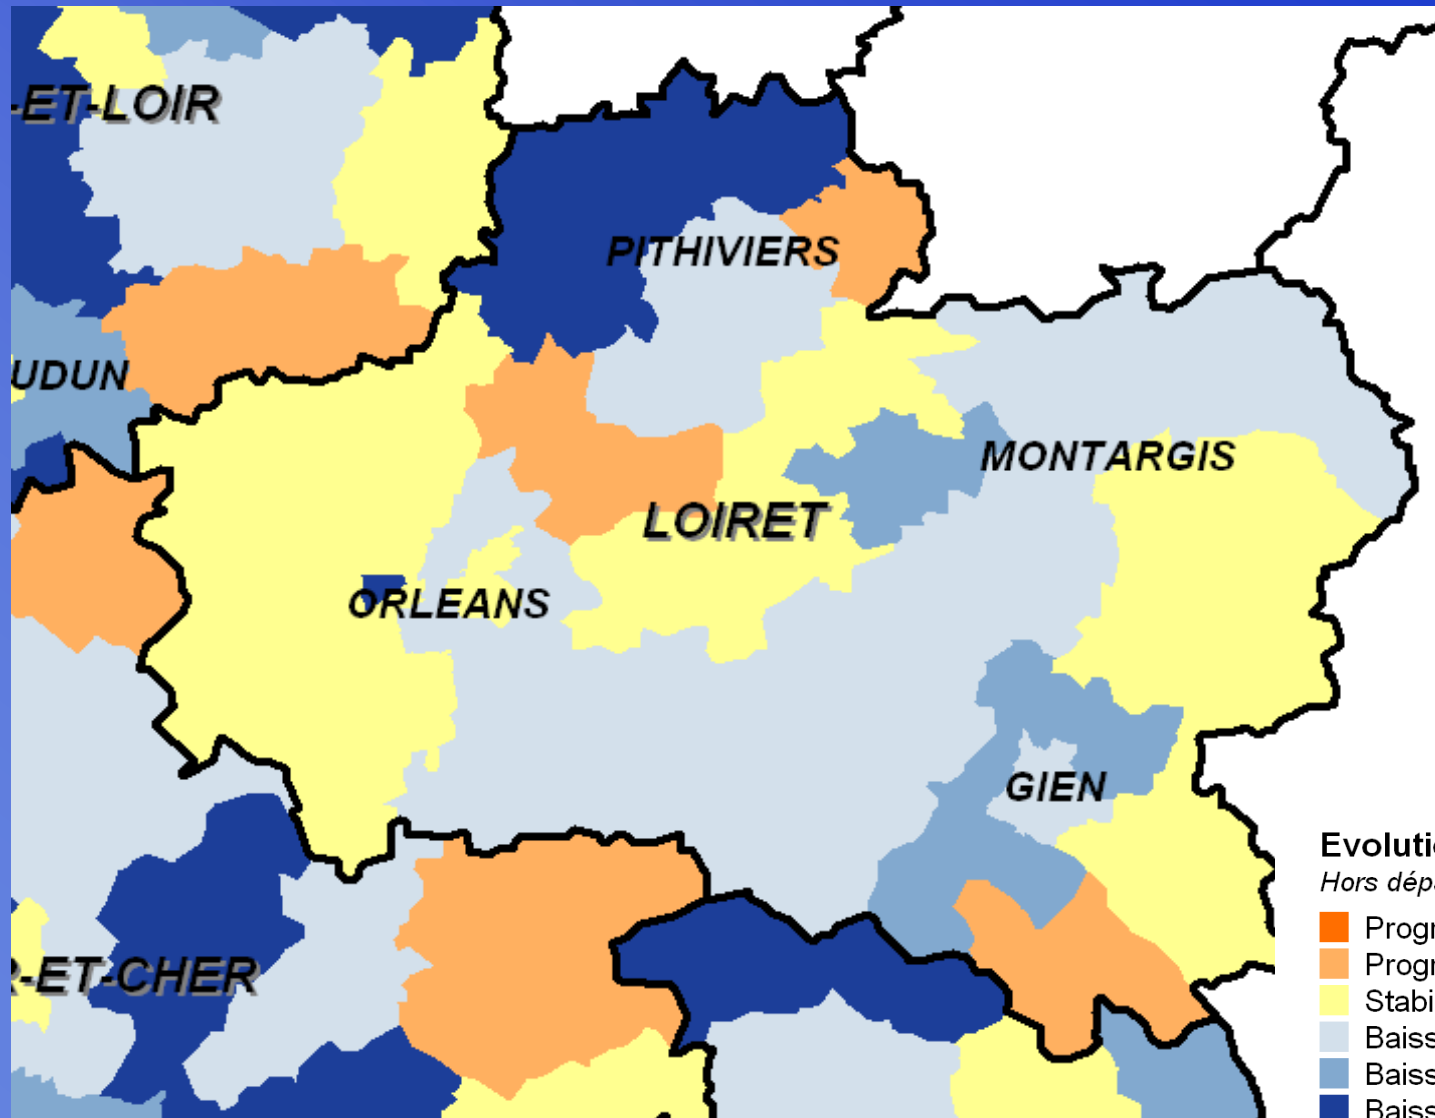 -ET-LOIR
PITHIVIERS
UDUN
MONTARGIS
LOIRET
ORLEANS
GIEN
R-ET-CHER
Evoluti
Hors dép
Progr
Progr
Stabi
Baiss
Baiss
Baiss